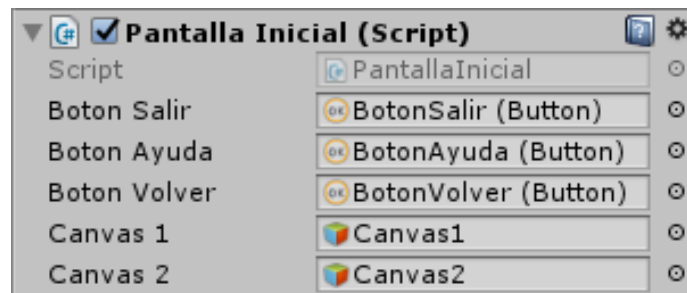 Pantalla Inicial (Script)
Script PantallaInicial
Boton Salir BotonSalir (Button)
Boton Ayuda BotonAyuda (Button)
Boton Volver BotonVolver (Button)
Canvas 1 Canvas1
Canvas 2 Canvas2